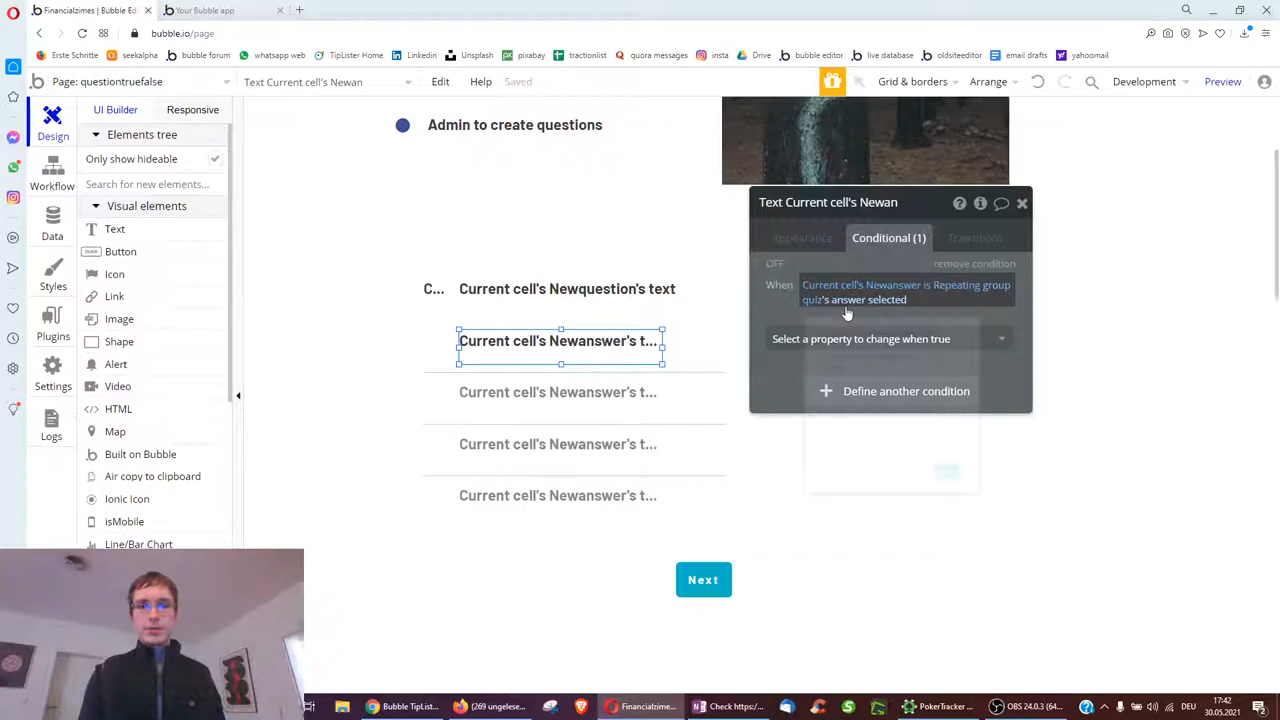 Financialzimes | Bubble Ed
Your Bubble app
bubble.io/page
Erste Schritte
seekalpha
bubble forum
whatsapp web
TipLister Home
Linkedin
Unsplash
pixabay
tractionlist
quora messages
insta
Drive
bubble editor
live database
oldsiteeditor
email drafts
yahoomail
Page: questiontruefalse
Text Current cell's Newan
Edit
Help
Saved
Grid & borders
Arrange
Development
Preview
Design
Workflow
Data
Styles
Plugins
Settings
Logs
UI Builder
Responsive
Elements tree
Only show hideable
Search for new elements...
Visual elements
Text
Button
Icon
Link
Image
Shape
Alert
Video
HTML
Map
Built on Bubble
Air copy to clipboard
Ionic Icon
isMobile
Line/Bar Chart
Admin to create questions
C...
Current cell's Newquestion's text
Current cell's Newanswer's t...
Current cell's Newanswer's t...
Current cell's Newanswer's t...
Current cell's Newanswer's t...
Next
Text Current cell's Newan
Appearance
Conditional (1)
Transitions
OFF
remove condition
When
Current cell's Newanswer is Repeating group
quiz's answer selected
Select a property to change when true
Define another condition
Bubble TipList...
(269 ungelese...
Financialzime...
Check https:/...
PokerTracker ...
OBS 24.0.3 (64...
DEU
17:42
30.05.2021